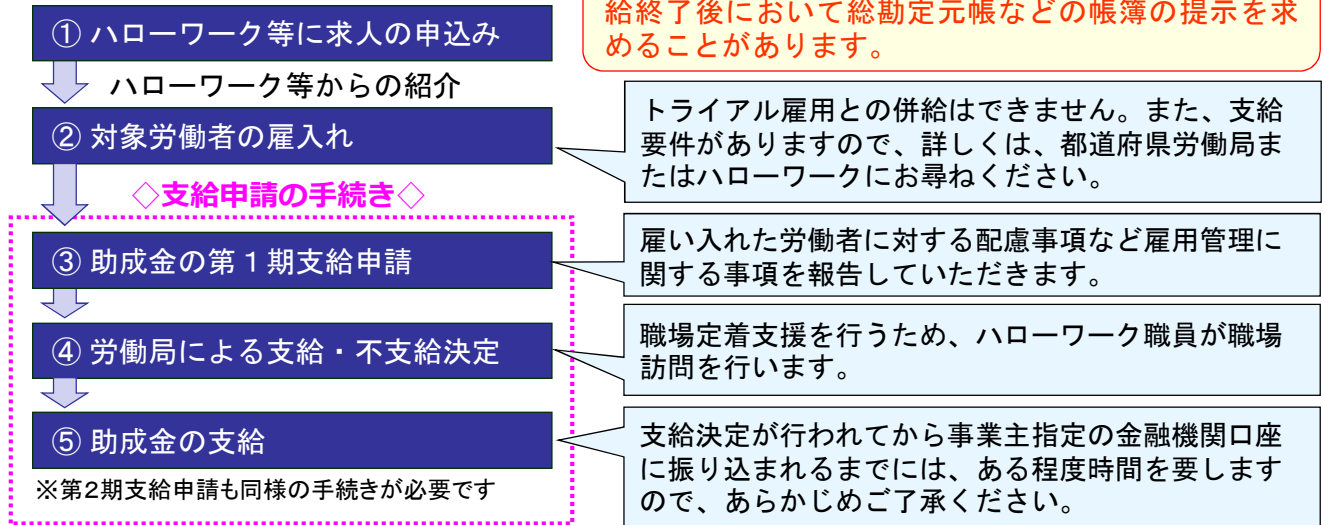 給終了後において総勘定元帳などの帳簿の提示を求
めることがあります。
① ハローワーク等に求人の申込み
ハローワーク等からの紹介
② 対象労働者の雇入れ
トライアル雇用との併給はできません。また、支給
要件がありますので、詳しくは、都道府県労働局ま
たはハローワークにお尋ねください。
◇支給申請の手続き◇
③ 助成金の第１期支給申請
雇い入れた労働者に対する配慮事項など雇用管理に
関する事項を報告していただきます。
④ 労働局による支給・不支給決定
職場定着支援を行うため、ハローワーク職員が職場
訪問を行います。
⑤ 助成金の支給
支給決定が行われてから事業主指定の金融機関口座
に振り込まれるまでには、ある程度時間を要します
ので、あらかじめご了承ください。
※第2期支給申請も同様の手続きが必要です